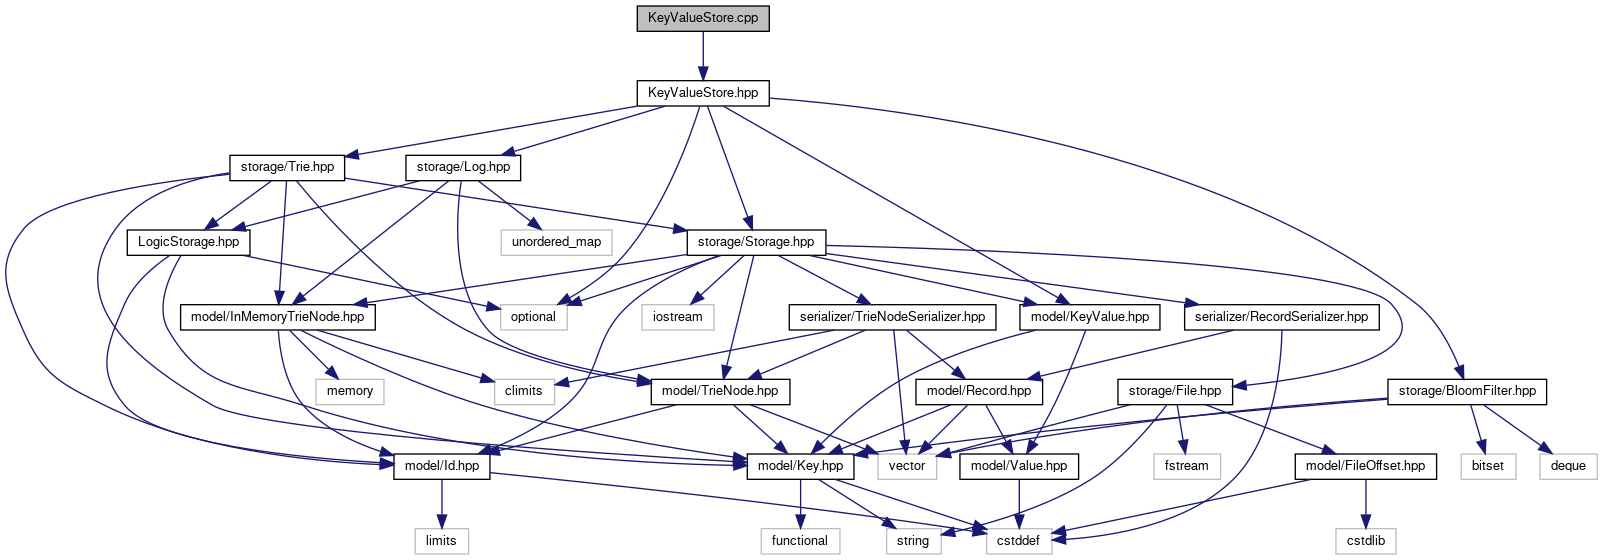 KeyValueStore.cpp
KeyValueStore.hpp
storage/Trie.hpp
storage/Log.hpp
LogicStorage.hpp
unordered_map
storage/Storage.hpp
model/InMemoryTrieNode.hpp
optional
iostream
serializer/TrieNodeSerializer.hpp
model/KeyValue.hpp
serializer/RecordSerializer.hpp
memory
climits
model/TrieNode.hpp
model/Record.hpp
storage/File.hpp
storage/BloomFilter.hpp
model/Id.hpp
model/Key.hpp
vector
model/Value.hpp
fstream
model/FileOffset.hpp
bitset
deque
limits
functional
string
cstddef
cstdlib